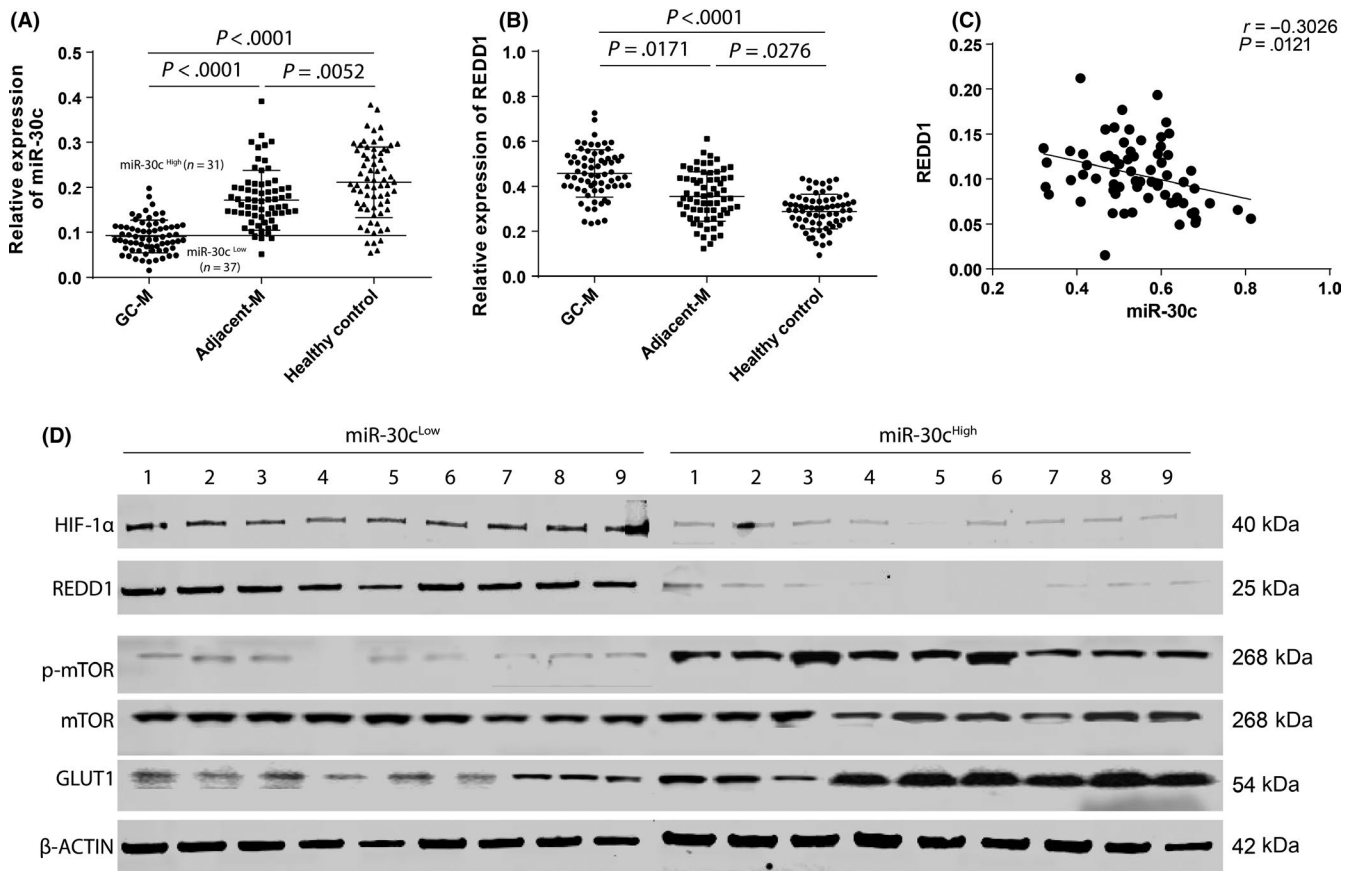 (A)
P < .0001
P < .0001
P = .0052
Relative expression
of miR-30c
0.5
0.4
0.3
0.2
0.1
0.0
miR-30c High (n = 31)
miR-30c Low
(n = 37)
GC-M
Adjacent-M
Healthy control
(B)
P < .0001
P = .0171
P = .0276
Relative expression of REDD1
1.0
0.8
0.6
0.4
0.2
0.0
GC-M
Adjacent-M
Healthy control
(C)
r = −0.3026
P = .0121
REDD1
0.25
0.20
0.15
0.10
0.05
0.00
0.2 0.4 0.6 0.8 1.0
miR-30c
(D)
miR-30cLow
miR-30cHigh
1 2 3 4 5 6 7 8 9 1 2 3 4 5 6 7 8 9
HIF-1α 40 kDa
REDD1 25 kDa
p-mTOR 268 kDa
mTOR 268 kDa
GLUT1 54 kDa
β-ACTIN 42 kDa